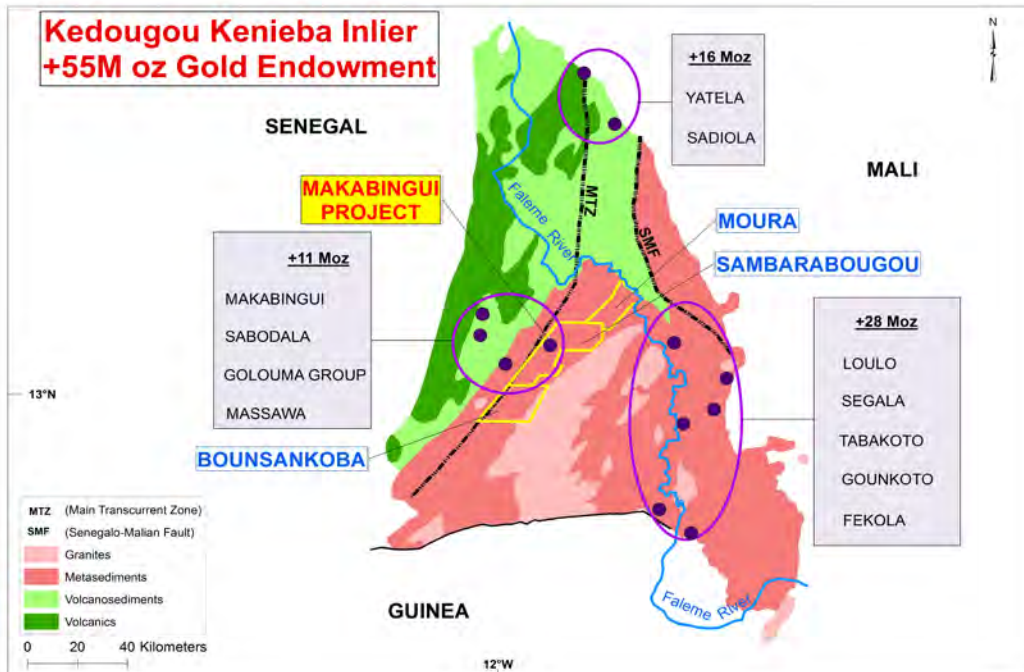 Kedougou Kenieba Inlier
+55M oz Gold Endowment
N
+16 Moz
YATELA
SADIOLA
SENEGAL
MALI
MAKABINGUI
PROJECT
Faleme River
MTZ
SMF
MOURA
SAMBARABOUGOU
+11 Moz
MAKABINGUI
SABODALA
GOLOUMA GROUP
MASSAWA
+28 Moz
LOULO
SEGALA
TABAKOTO
GOUNKOTO
FEKOLA
13°N
BOUNSANKOBA
MTZ (Main Transcurrent Zone)
SMF (Senegalo-Malian Fault)
Granites
Metasediments
Volcanosediments
Volcanics
0 20 40 Kilometers
GUINEA
Faleme River
12°W